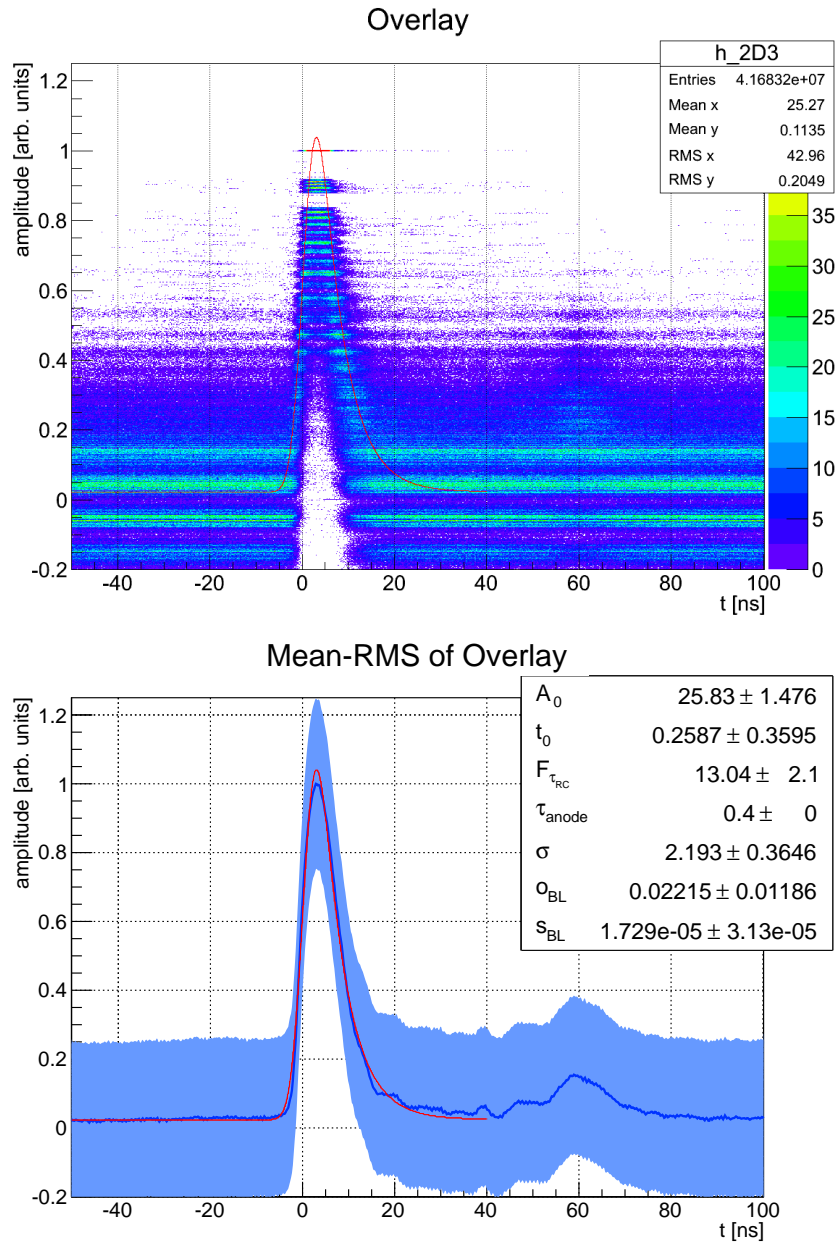 Overlay
h_2D3
Entries 4.16832e+07
Mean x 25.27
Mean y 0.1135
RMS x 42.96
RMS y 0.2049
amplitude [arb. units]
1.2
1
0.8
0.6
0.4
0.2
0
-0.2
35
30
25
20
15
10
5
0
-40 -20 0 20 40 60 80 100
t [ns]
Mean-RMS of Overlay
A0 25.83 ± 1.476
t0 0.2587 ± 0.3595
FτRC 13.04 ± 2.1
τanode 0.4 ± 0
σ 2.193 ± 0.3646
oBL 0.02215 ± 0.01186
sBL 1.729e-05 ± 3.13e-05
amplitude [arb. units]
1.2
1
0.8
0.6
0.4
0.2
0
-0.2
-40 -20 0 20 40 60 80 100
t [ns]